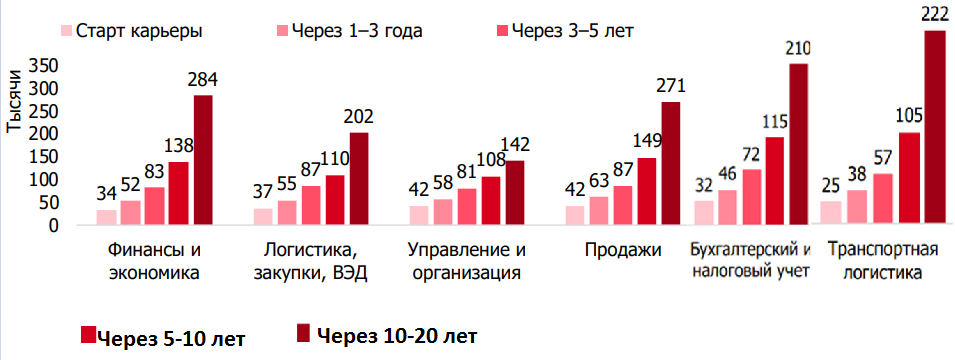 Старт карьеры Через 1–3 года Через 3–5 лет
Тысячи
350
300
250
200
150
100
50
0
34 52 83 138 284
37 55 87 110 202
42 58 81 108 142
42 63 87 149 271
32 46 72 115 210
25 38 57 105 222
Финансы и
экономика
Логистика,
закупки, ВЭД
Управление и
организация
Продажи
Бухгалтерский и
налоговый учет
Транспортная
логистика
Через 5-10 лет Через 10-20 лет